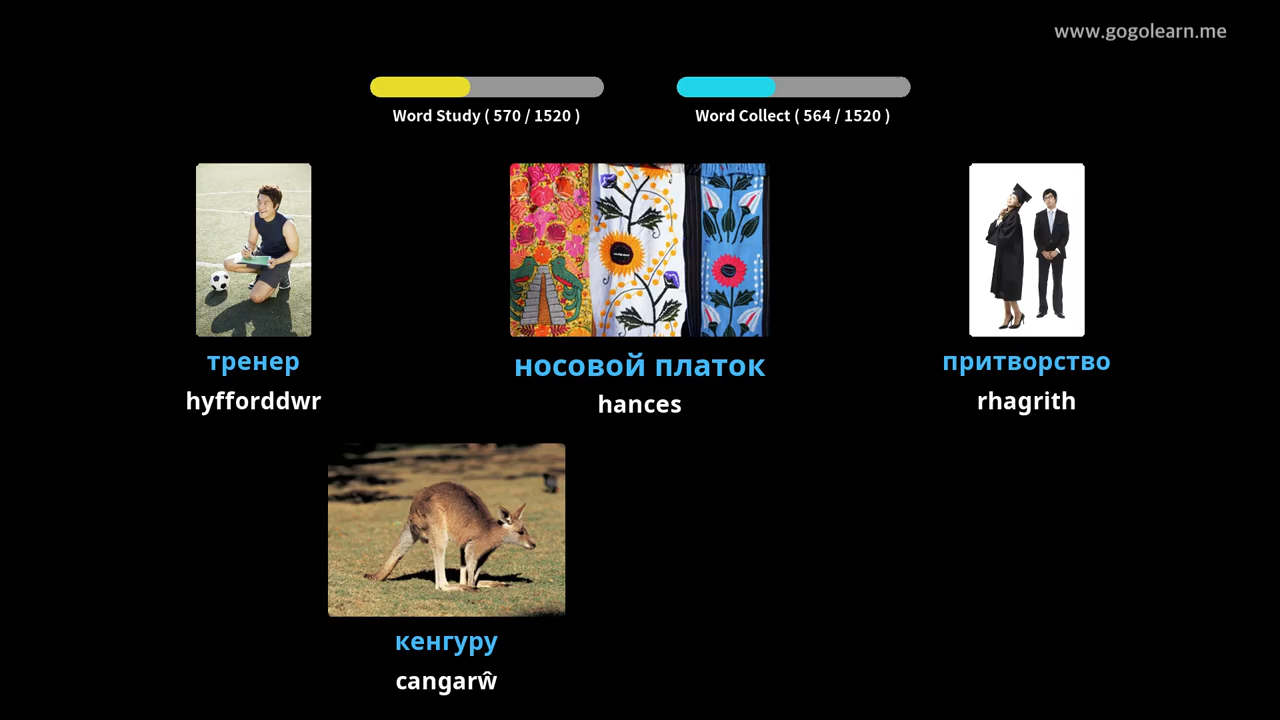 www.gogolearn.me
Word Study ( 570 / 1520 )
Word Collect ( 564 / 1520 )
тренер
hyfforddwr
носовой платок
hances
притворство
rhagrith
кенгуру
cangarŵ